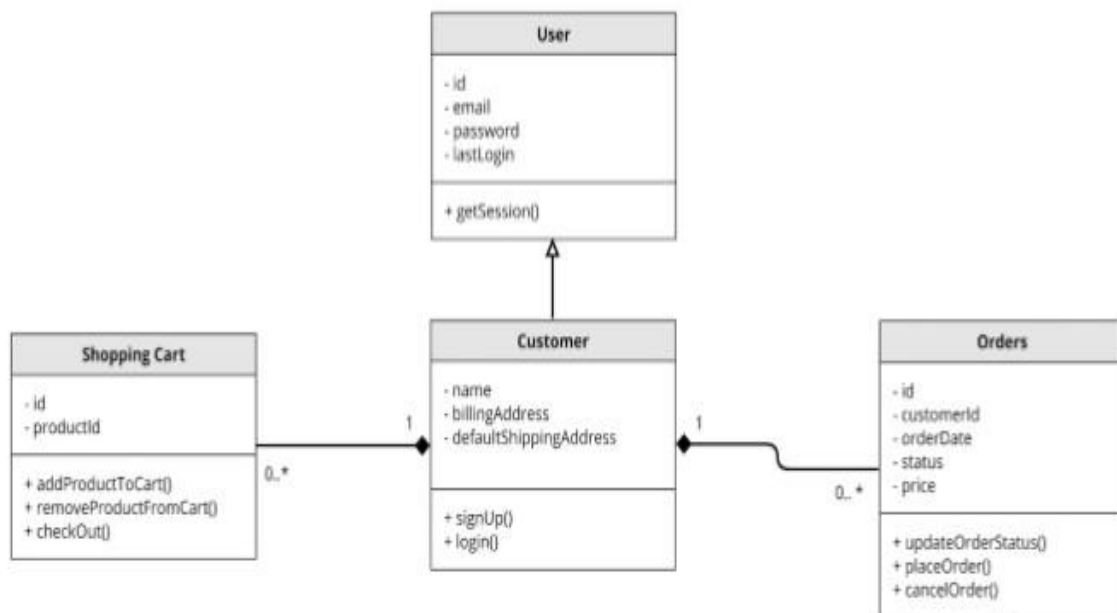 User
- id
- email
- password
- lastLogin
+ getSession()
Shopping Cart
- id
- productId
+ addProductToCart()
+ removeProductFromCart()
+ checkOut()
1
0..*
Customer
- name
- billingAddress
- defaultShippingAddress
+ signUp()
+ login()
1
0.. *
Orders
- id
- customerId
- orderDate
- status
- price
+ updateOrderStatus()
+ placeOrder()
+ cancelOrder()